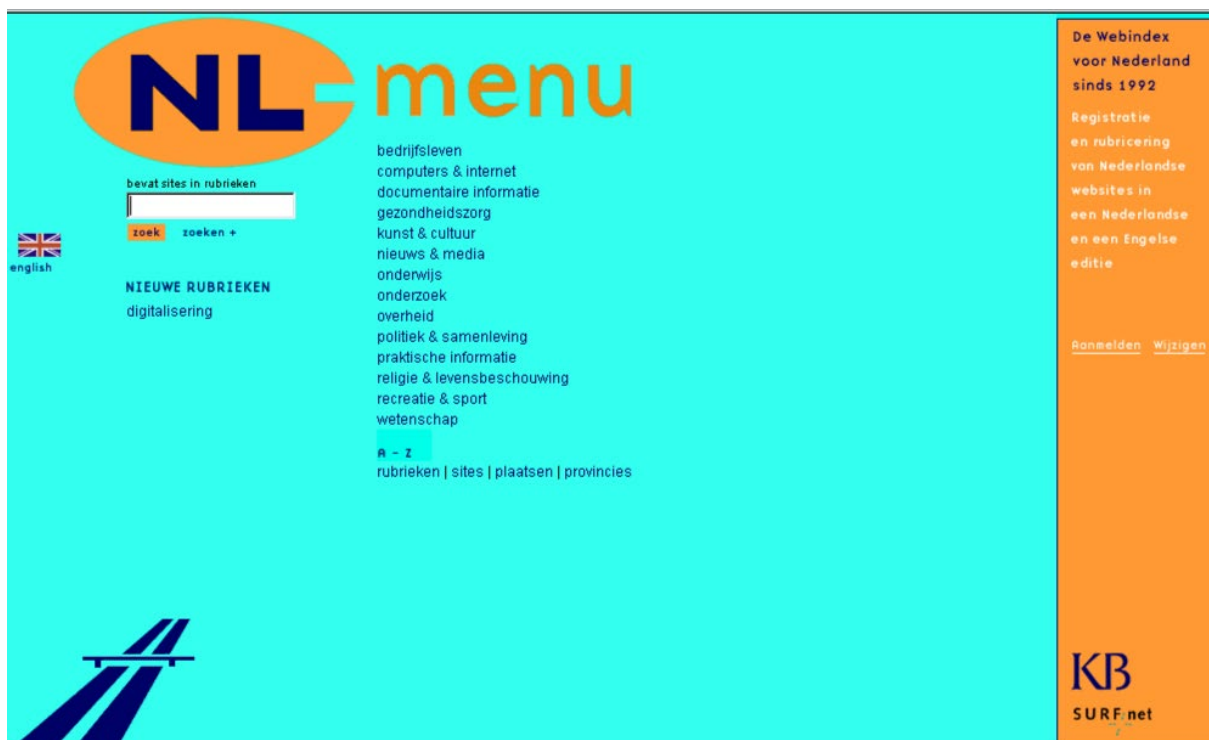 NL-menu
bevat sites in rubrieken
zoek zoeken +
english
NIEUWE RUBRIEKEN
digitalisering
bedrijfsleven
computers & internet
documentaire informatie
gezondheidszorg
kunst & cultuur
nieuws & media
onderwijs
onderzoek
overheid
politiek & samenleving
praktische informatie
religie & levensbeschouwing
recreatie & sport
wetenschap
A - Z
rubrieken | sites | plaatsen | provincies
De Webindex
voor Nederland
sinds 1992
Registratie
en rubricering
van Nederlandse
websites in
een Nederlandse
en een Engelse
editie
Aanmelden Wijzigen
KB
SURFnet